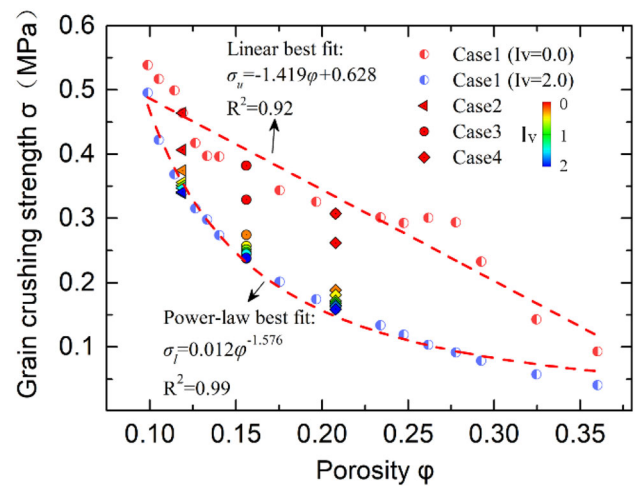 0.6
0.5
0.4
0.3
0.2
0.1
Grain crushing strength σ (MPa)
Linear best fit:
σu=-1.419φ+0.628
R²=0.92
Case1 (Iv=0.0)
Case1 (Iv=2.0)
Case2
Case3
Case4
IV
0
1
2
Power-law best fit:
σl=0.012φ^-1.576
R²=0.99
0.10 0.15 0.20 0.25 0.30 0.35
Porosity φ